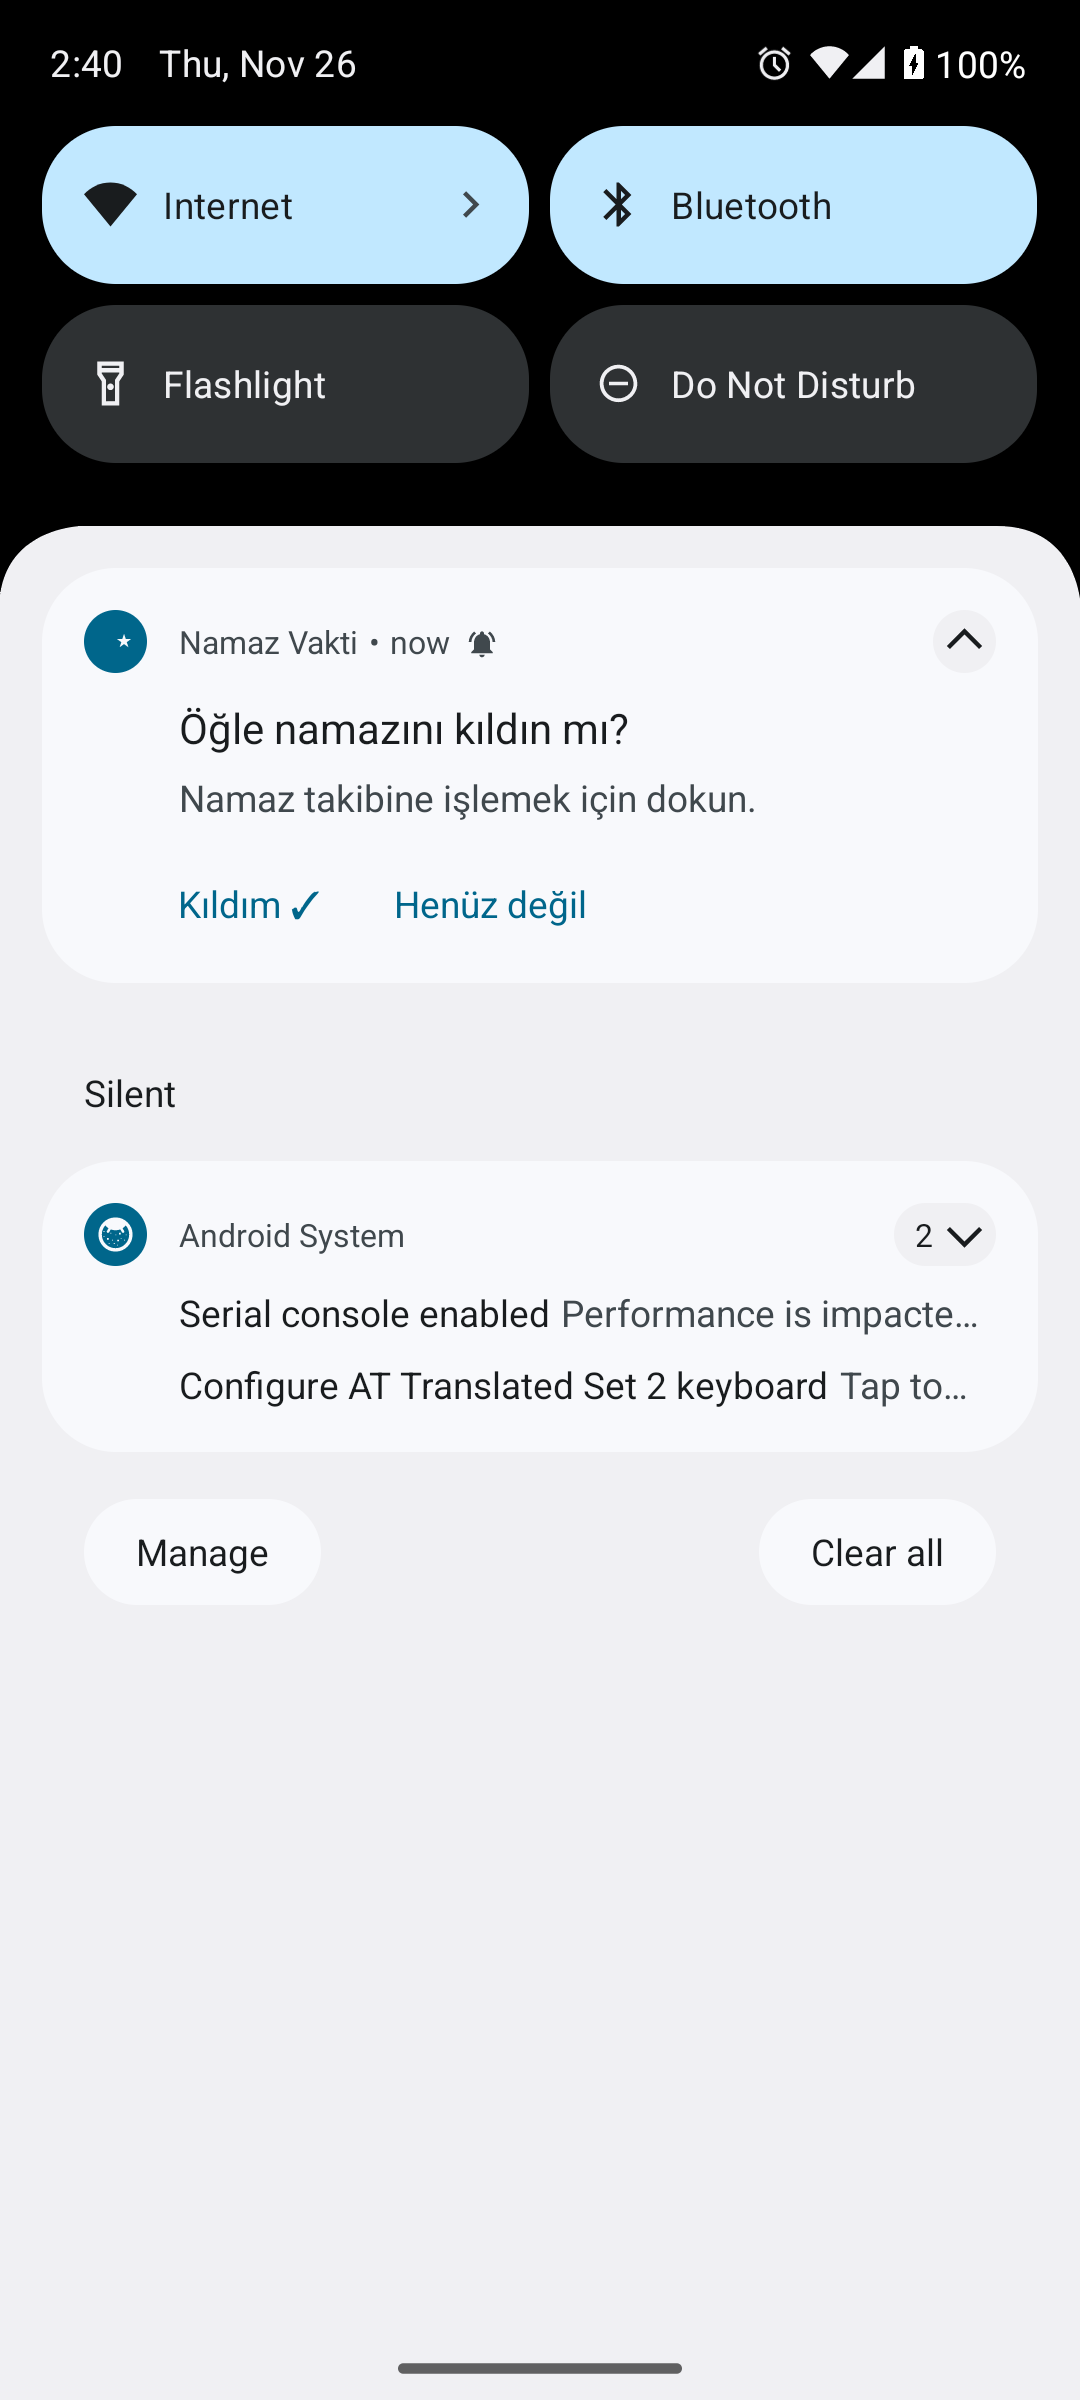 2:40 Thu, Nov 26 100%
Internet
Bluetooth
Flashlight
Do Not Disturb
Namaz Vakti • now
Öğle namazını kıldın mı?
Namaz takibine işlemek için dokun.
Kıldım ✓ Henüz değil
Silent
Android System 2
Serial console enabled Performance is impacte...
Configure AT Translated Set 2 keyboard Tap to...
Manage
Clear all